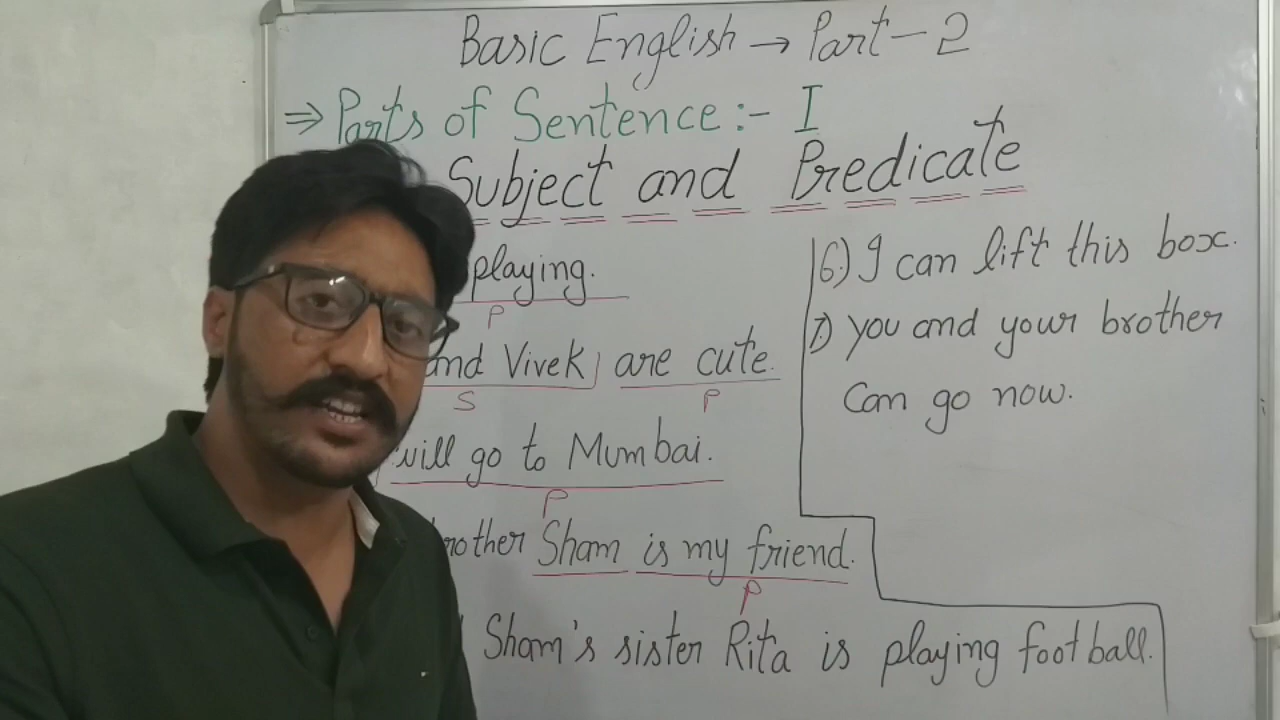 Basic English → Part - 2
⇒ Parts of Sentence :- I
Subject and Predicate
playing.
P
and Vivek are cute.
S P
will go to Mumbai.
P
Sham is my friend.
P
Sham's sister Rita is playing football.
6.) I can lift this box.
7.) you and your brother
Can go now.